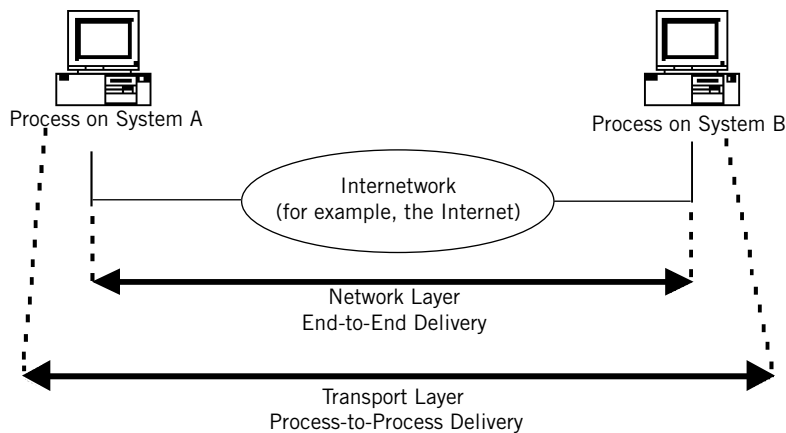 Process on System A
Process on System B
Internetwork
(for example, the Internet)
Network Layer
End-to-End Delivery
Transport Layer
Process-to-Process Delivery